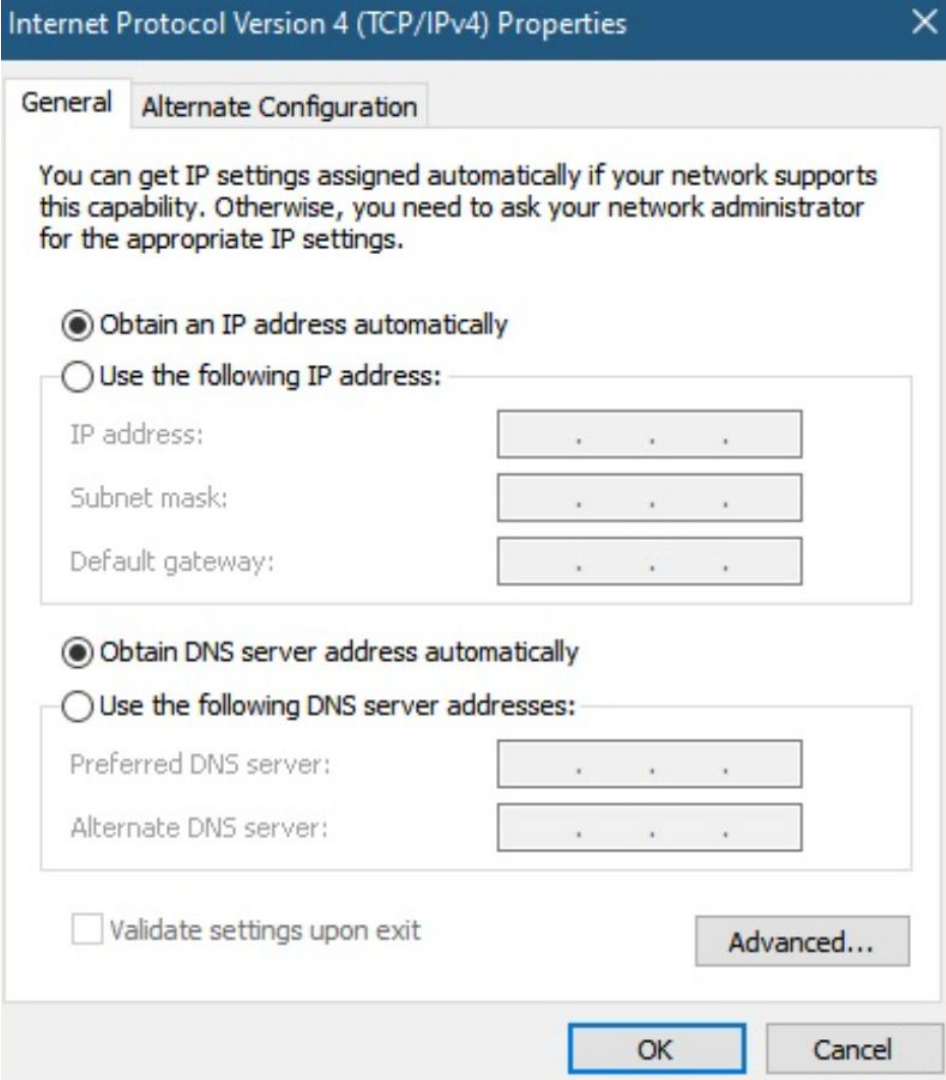 Internet Protocol Version 4 (TCP/IPv4) Properties
General
Alternate Configuration
You can get IP settings assigned automatically if your network supports
this capability. Otherwise, you need to ask your network administrator
for the appropriate IP settings.
Obtain an IP address automatically
Use the following IP address:
IP address:
Subnet mask:
Default gateway:
Obtain DNS server address automatically
Use the following DNS server addresses:
Preferred DNS server:
Alternate DNS server:
Validate settings upon exit
Advanced...
OK
Cancel